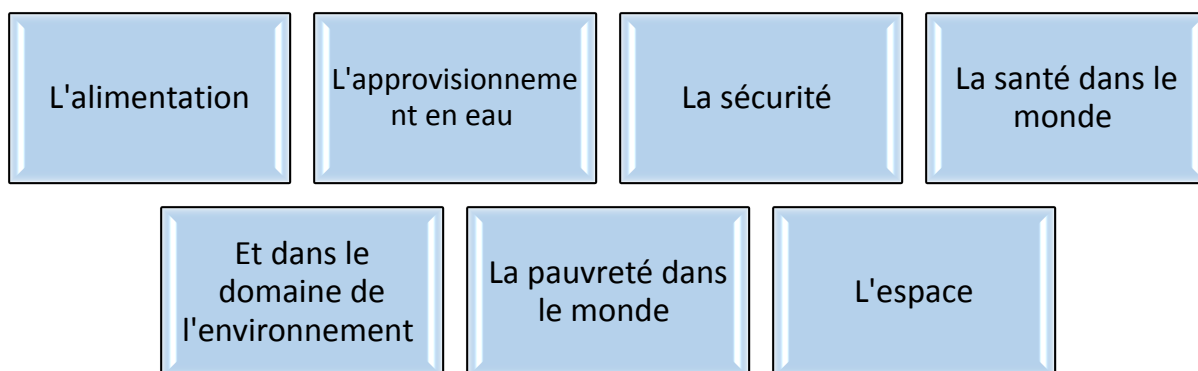 L'alimentation
L'approvisionneme
nt en eau
La sécurité
La santé dans le
monde
Et dans le
domaine de
l'environnement
La pauvreté dans
le monde
L'espace